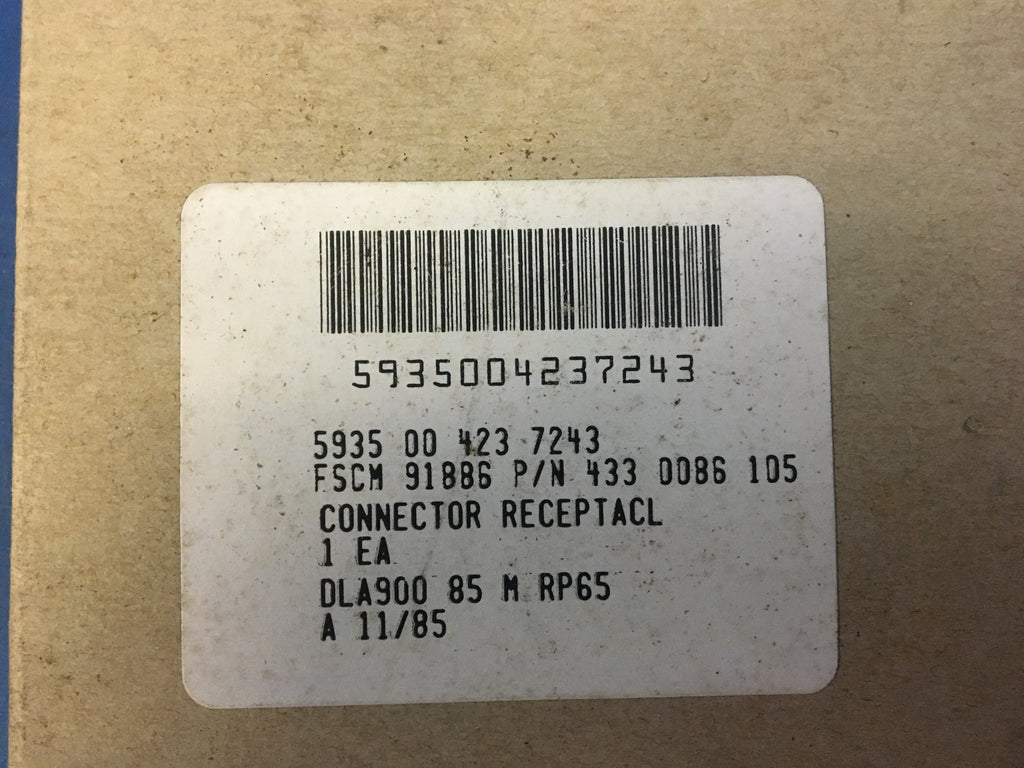 5935004237243
5935 00 423 7243
FSCM 91886 P/N 433 0086 105
CONNECTOR RECEPTACL
1 EA
DLA900 85 M RP65
A 11/85